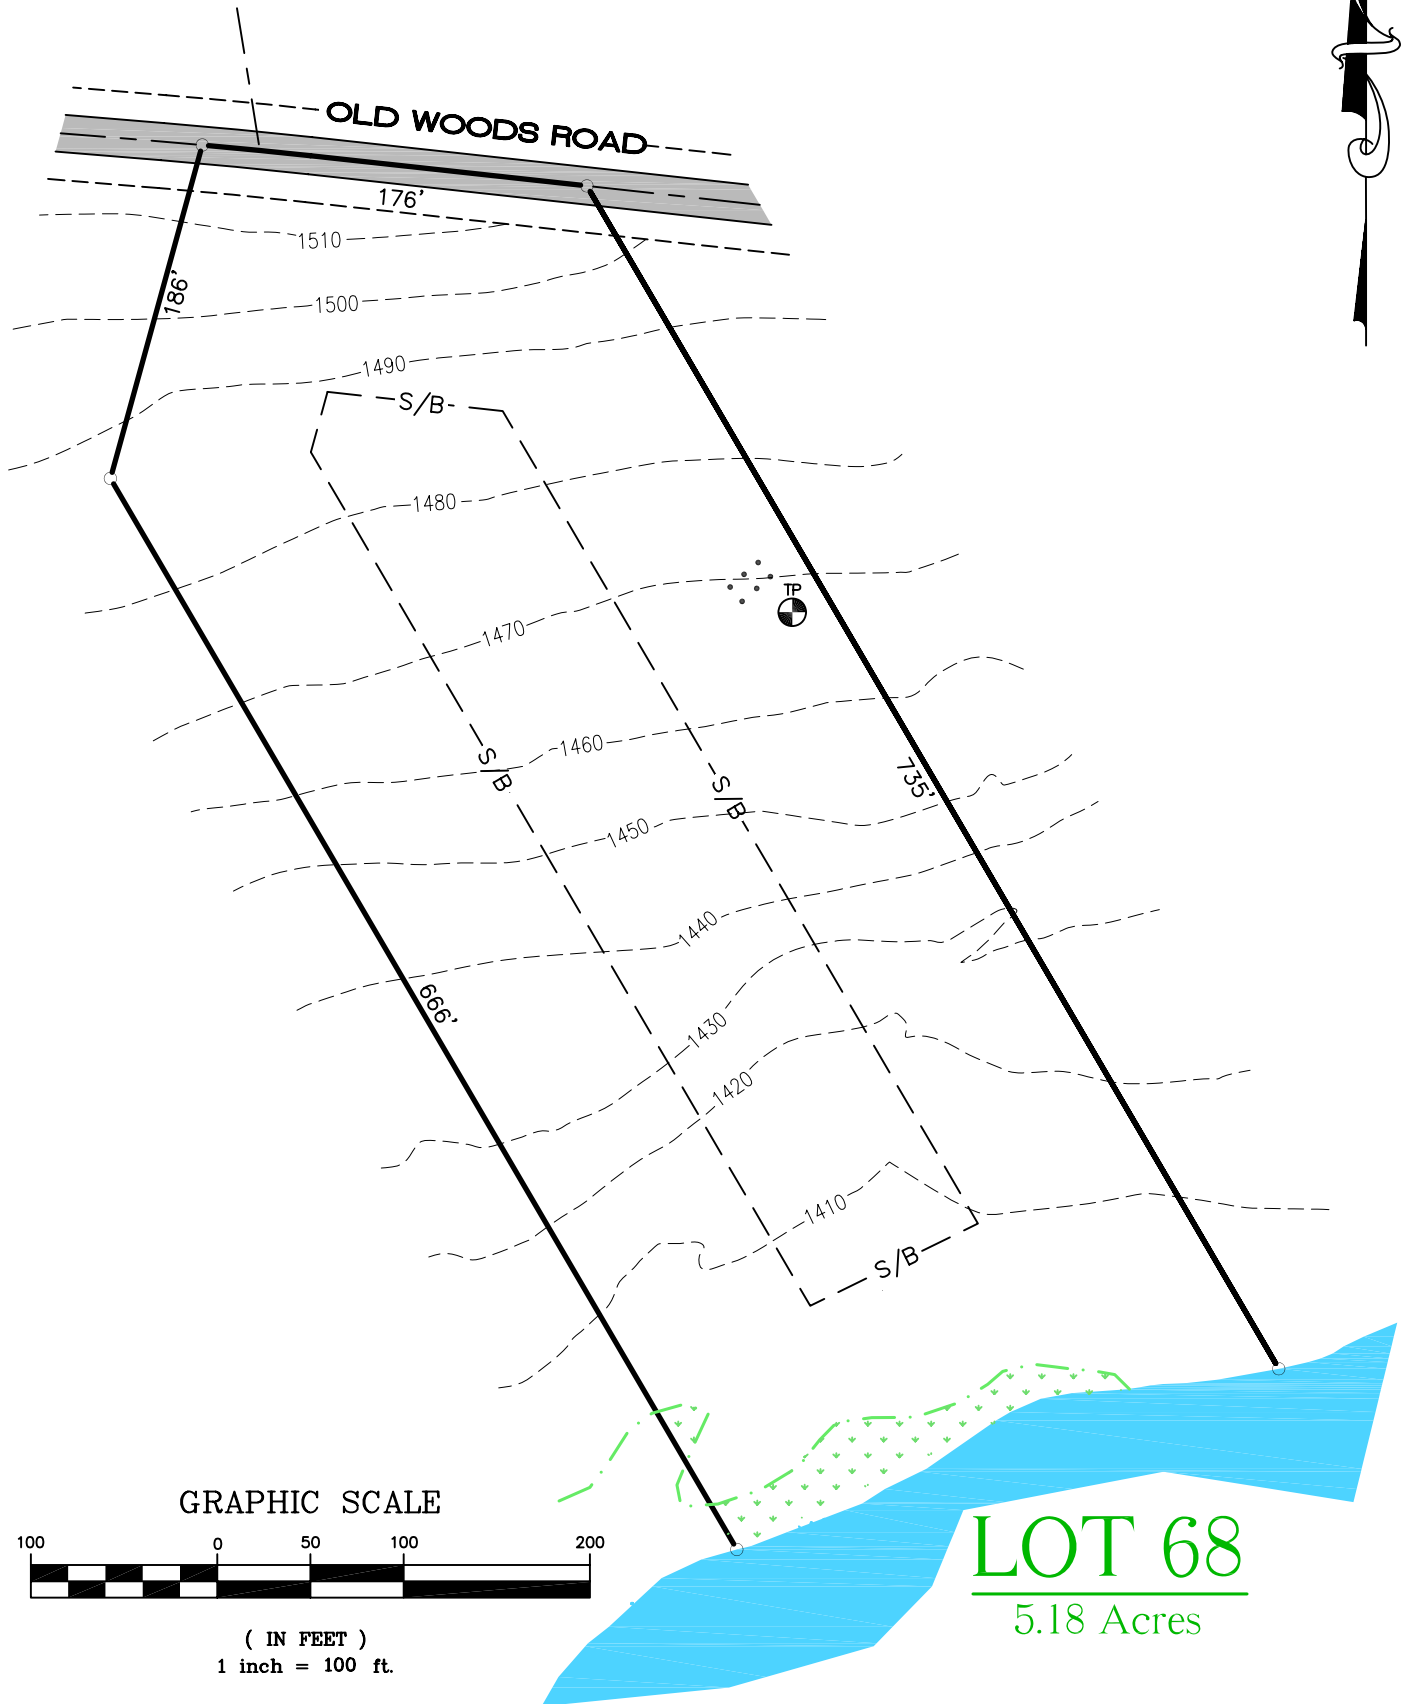 OLD WOODS ROAD
176'
1510
186'
1500
1490
S/B
1480
TP
1470
1460
S/B
S/B
735'
1450
1440
666'
1430
1420
1410
S/B
GRAPHIC SCALE
100 0 50 100 200
( IN FEET )
1 inch = 100 ft.
LOT 68
5.18 Acres